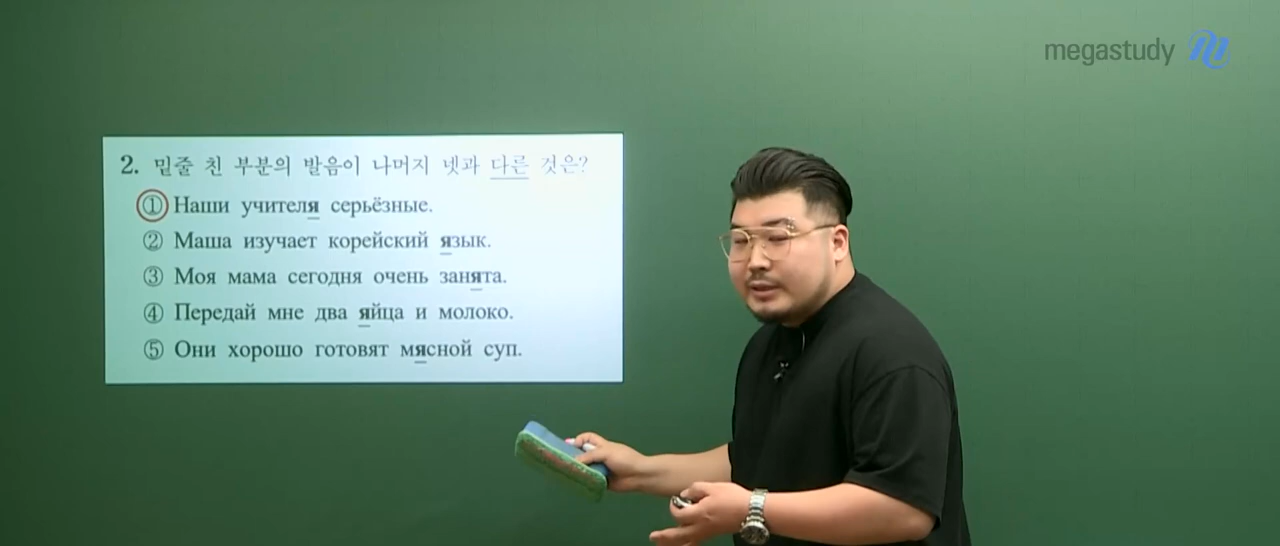 megastudy
2. 밑줄 친 부분의 발음이 나머지 넷과 다른 것은?
① Наши учителя серьёзные.
② Маша изучает корейский язык.
③ Моя мама сегодня очень занята.
④ Передай мне два яйца и молоко.
⑤ Они хорошо готовят мясной суп.